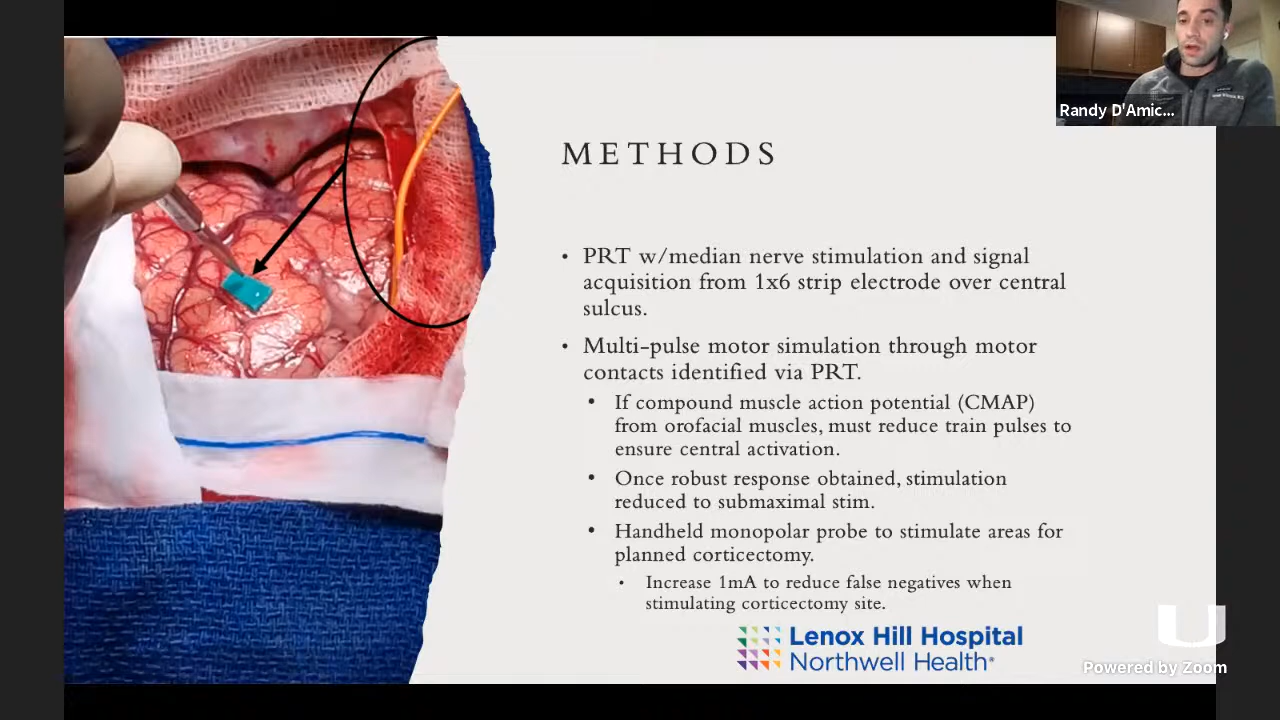 Randy D'Amic...
METHODS
• PRT w/median nerve stimulation and signal
acquisition from 1x6 strip electrode over central
sulcus.
• Multi-pulse motor simulation through motor
contacts identified via PRT.
• If compound muscle action potential (CMAP)
from orofacial muscles, must reduce train pulses to
ensure central activation.
• Once robust response obtained, stimulation
reduced to submaximal stim.
• Handheld monopolar probe to stimulate areas for
planned corticectomy.
• Increase 1mA to reduce false negatives when
stimulating corticectomy site.
Lenox Hill Hospital
Northwell Health
U
Powered by Zoom